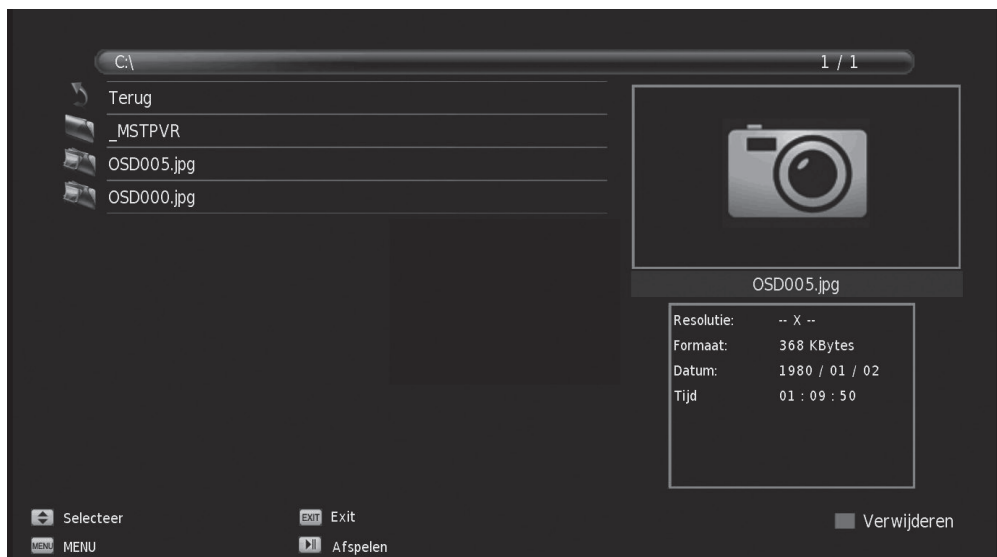 C:\ 1 / 1
Terug
_MSTPVR
OSD005.jpg
OSD000.jpg
OSD005.jpg
Resolutie: -- X --
Formaat: 368 KBytes
Datum: 1980 / 01 / 02
Tijd 01 : 09 : 50
Selecteer
EXIT Exit
Verwijderen
MENU MENU
Afspelen